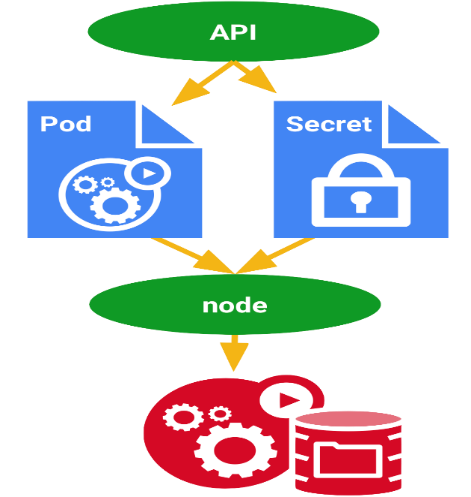 API
Pod
Secret
node